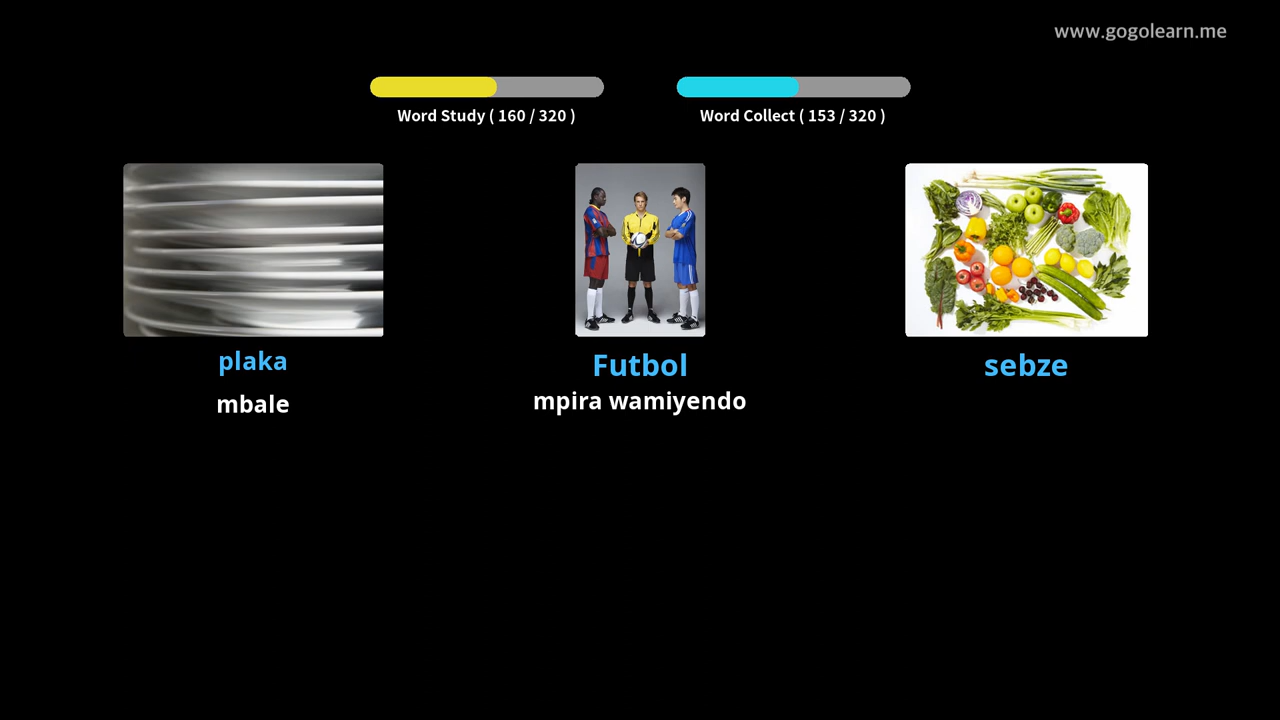 www.gogolearn.me
Word Study ( 160 / 320 )
Word Collect ( 153 / 320 )
plaka
mbale
Futbol
mpira wamiyendo
sebze